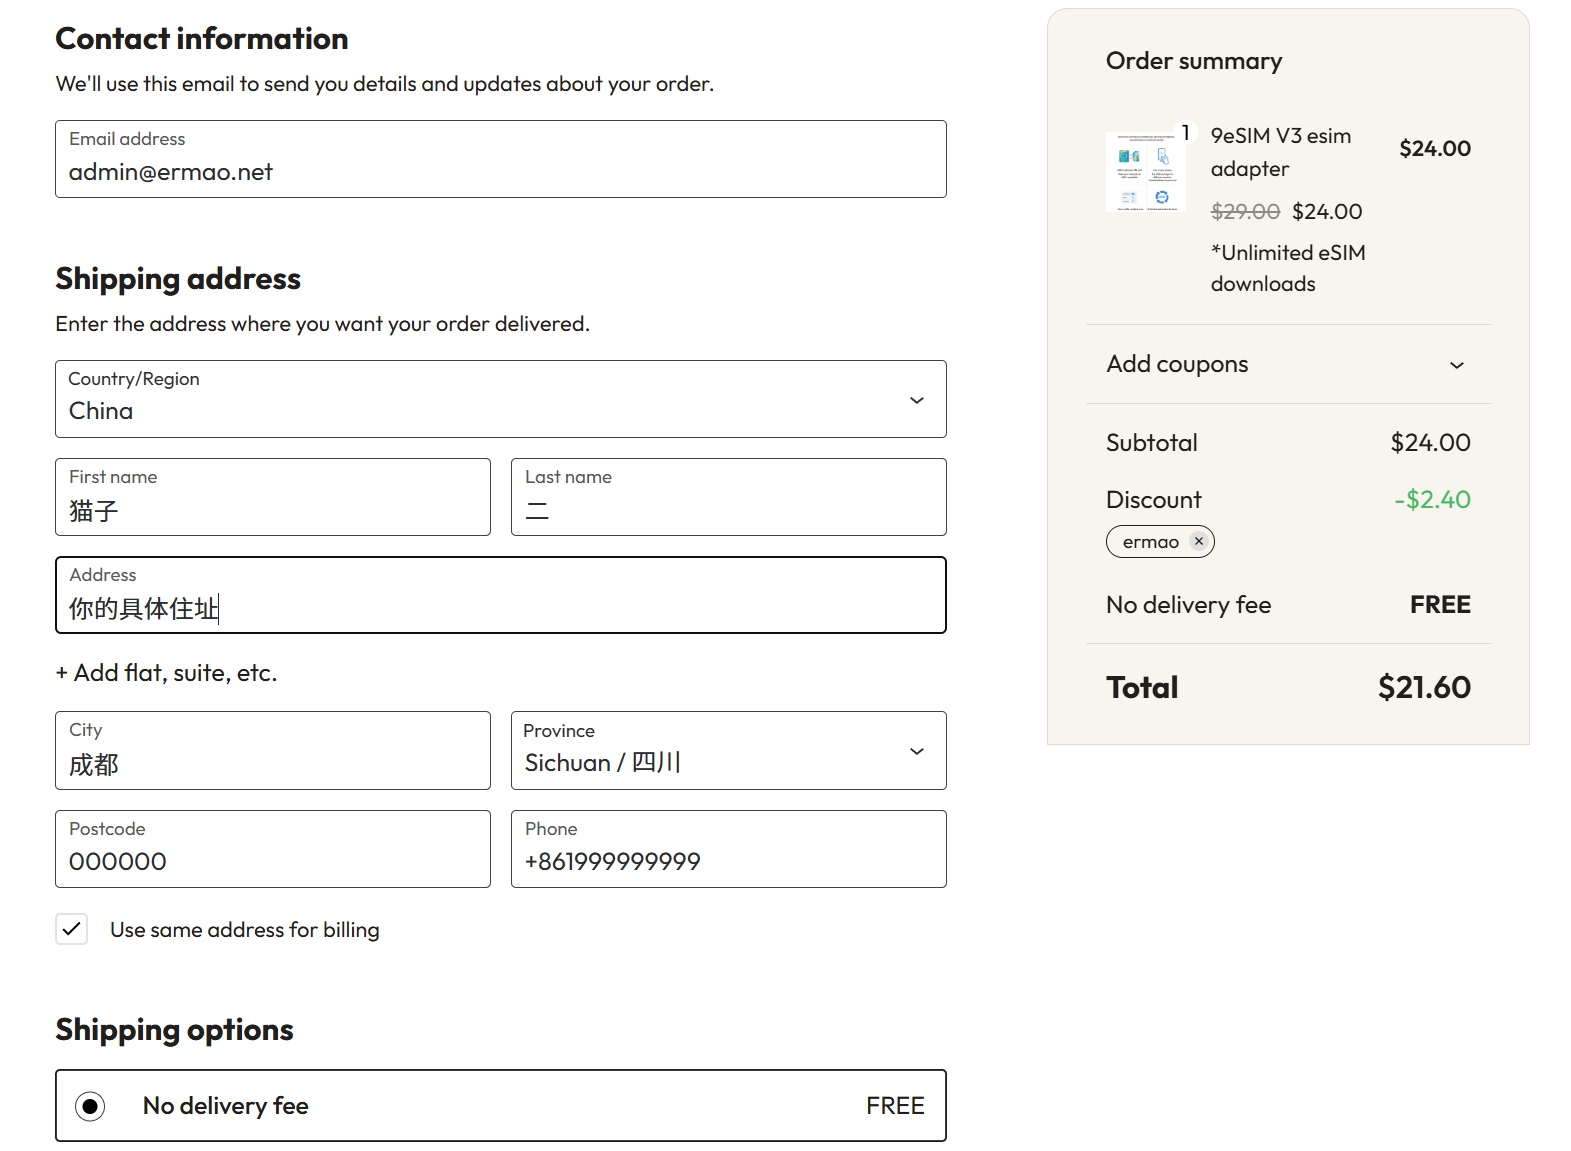 Contact information
We'll use this email to send you details and updates about your order.
Email address
admin@ermao.net
Shipping address
Enter the address where you want your order delivered.
Country/Region
China
First name
猫子
Last name
二
Address
你的具体住址
+ Add flat, suite, etc.
City
成都
Province
Sichuan / 四川
Postcode
000000
Phone
+861999999999
Use same address for billing
Shipping options
No delivery fee
FREE
Order summary
1
9eSIM V3 esim
adapter
$24.00
$29.00 $24.00
*Unlimited eSIM
downloads
Add coupons
Subtotal
$24.00
Discount
-$2.40
ermao ×
No delivery fee
FREE
Total
$21.60